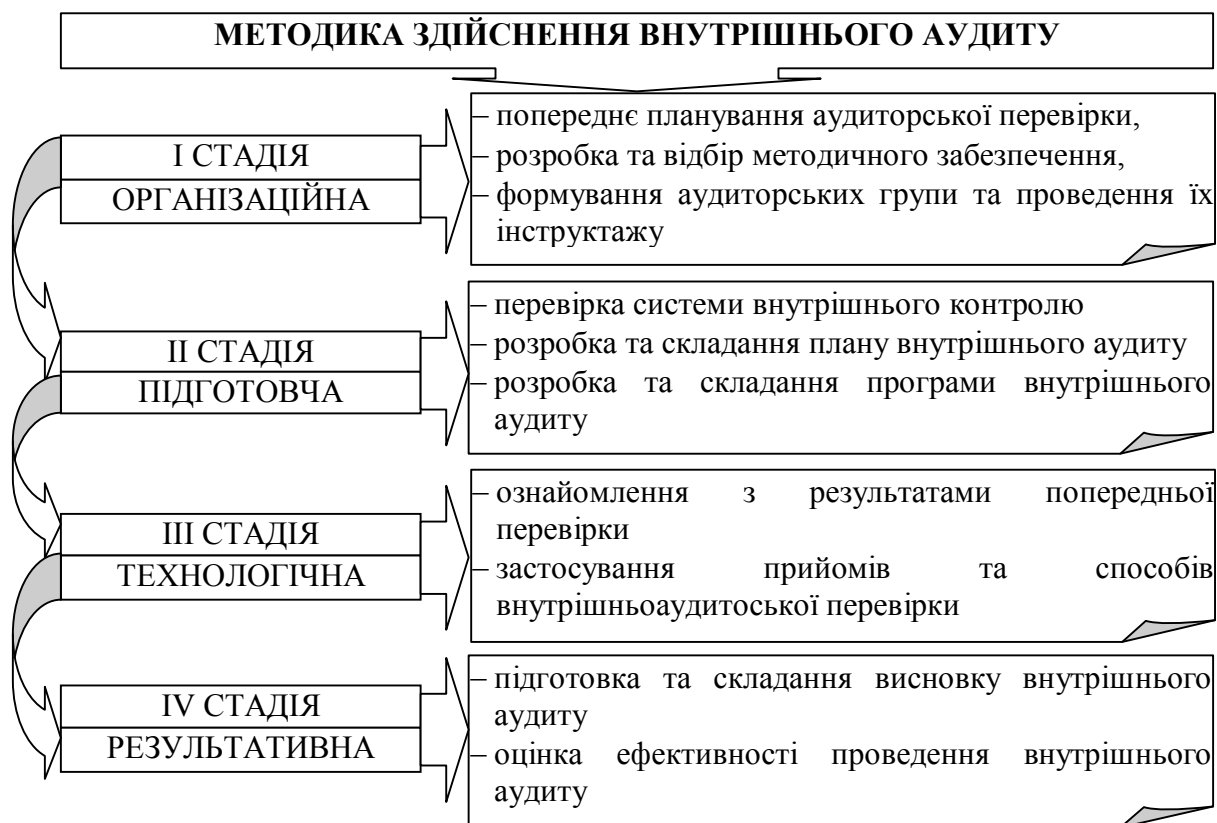 МЕТОДИКА ЗДІЙСНЕННЯ ВНУТРІШНЬОГО АУДИТУ
І СТАДІЯ
ОРГАНІЗАЦІЙНА
– попереднє планування аудиторської перевірки,
– розробка та відбір методичного забезпечення,
– формування аудиторських групи та проведення їх
інструктажу
ІІ СТАДІЯ
ПІДГОТОВЧА
– перевірка системи внутрішнього контролю
– розробка та складання плану внутрішнього аудиту
– розробка та складання програми внутрішнього
аудиту
ІІІ СТАДІЯ
ТЕХНОЛОГІЧНА
– ознайомлення з результатами попередньої
перевірки
– застосування прийомів та способів
внутрішньоаудитоської перевірки
IV СТАДІЯ
РЕЗУЛЬТАТИВНА
– підготовка та складання висновку внутрішнього
аудиту
– оцінка ефективності проведення внутрішнього
аудиту